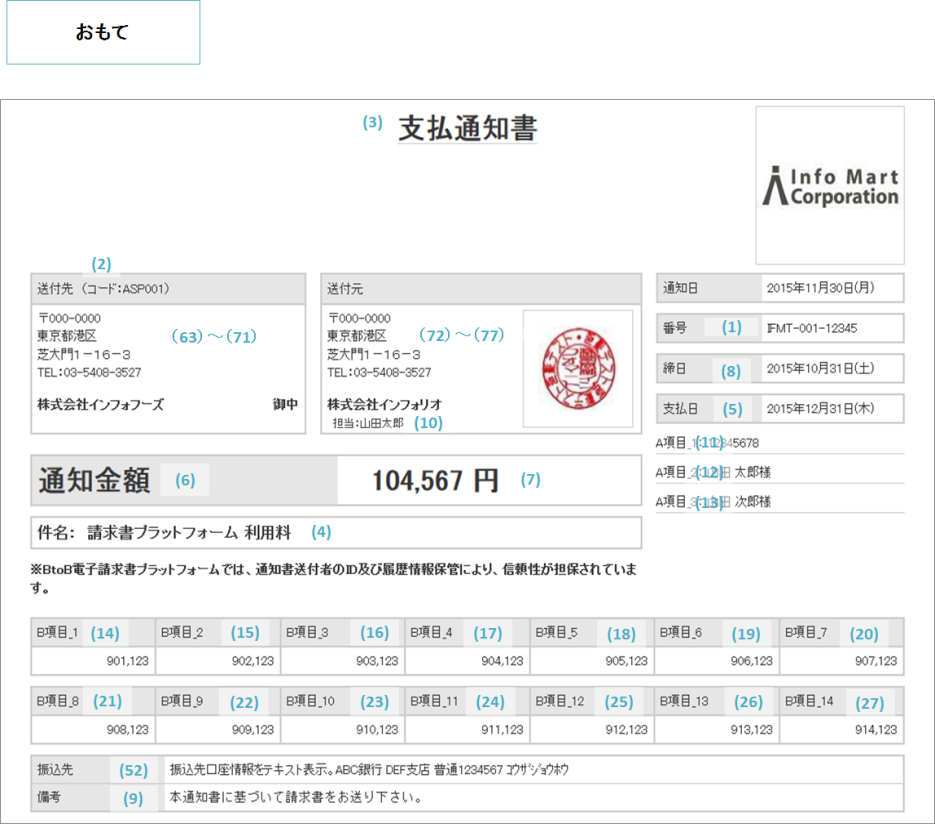 おもて
(3) 支払通知書
Info Mart
Corporation
(2)
送付先 (コード:ASP001)
〒000-0000
東京都港区 (63)～(71)
芝大門1-16-3
TEL:03-5408-3527
株式会社インフォフーズ 御中
送付元
〒000-0000
東京都港区 (72)～(77)
芝大門1-16-3
TEL:03-5408-3527
株式会社インフォリオ
担当:山田太郎 (10)
通知日 2015年11月30日(月)
番号 (1) IFMT-001-12345
締日 (8) 2015年10月31日(土)
支払日 (5) 2015年12月31日(木)
A項目_ (11) 45678
A項目_ (12) 太郎様
A項目_ (13) 次郎様
通知金額 (6) 104,567 円 (7)
件名: 請求書プラットフォーム 利用料 (4)
※BtoB電子請求書プラットフォームでは、通知書送付者のID及び履歴情報保管により、信頼性が担保されていま
す。
B項目_1 (14) B項目_2 (15) B項目_3 (16) B項目_4 (17) B項目_5 (18) B項目_6 (19) B項目_7 (20)
901,123 902,123 903,123 904,123 905,123 906,123 907,123
B項目_8 (21) B項目_9 (22) B項目_10 (23) B項目_11 (24) B項目_12 (25) B項目_13 (26) B項目_14 (27)
908,123 909,123 910,123 911,123 912,123 913,123 914,123
振込先 (52) 振込先口座情報をテキスト表示。ABC銀行 DEF支店 普通1234567 ｺｳｻﾞｼﾞｮｳﾎｳ
備考 (9) 本通知書に基づいて請求書をお送り下さい。